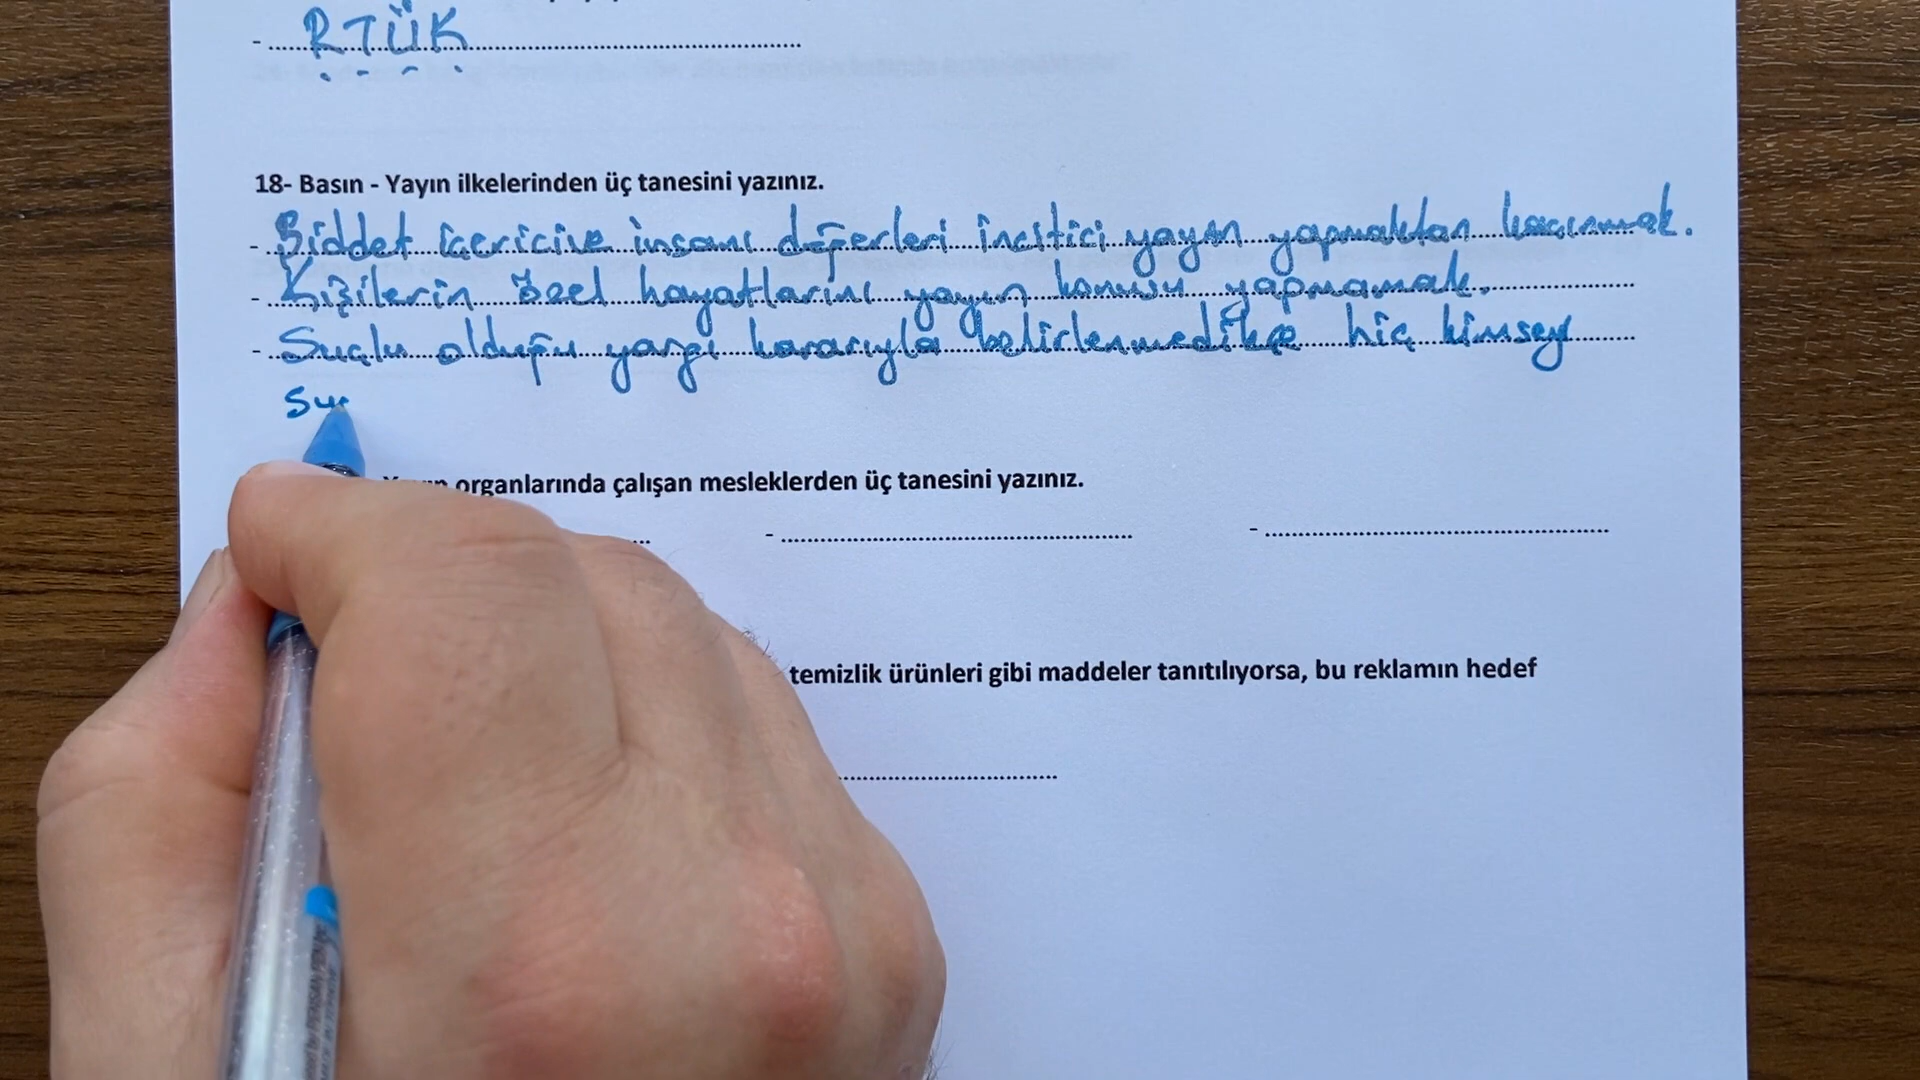 - RTÜK
18- Basın - Yayın ilkelerinden üç tanesini yazınız.
- Şiddet içerici ve insani değerleri incitici yayın yapmaktan kaçınmak.
- Kişilerin özel hayatlarını yayın konusu yapmamak.
- Suçlu olduğu yargı kararıyla belirlenmedikçe hiç kimsey
su
organlarında çalışan mesleklerden üç tanesini yazınız.
temizlik ürünleri gibi maddeler tanıtılıyorsa, bu reklamın hedef